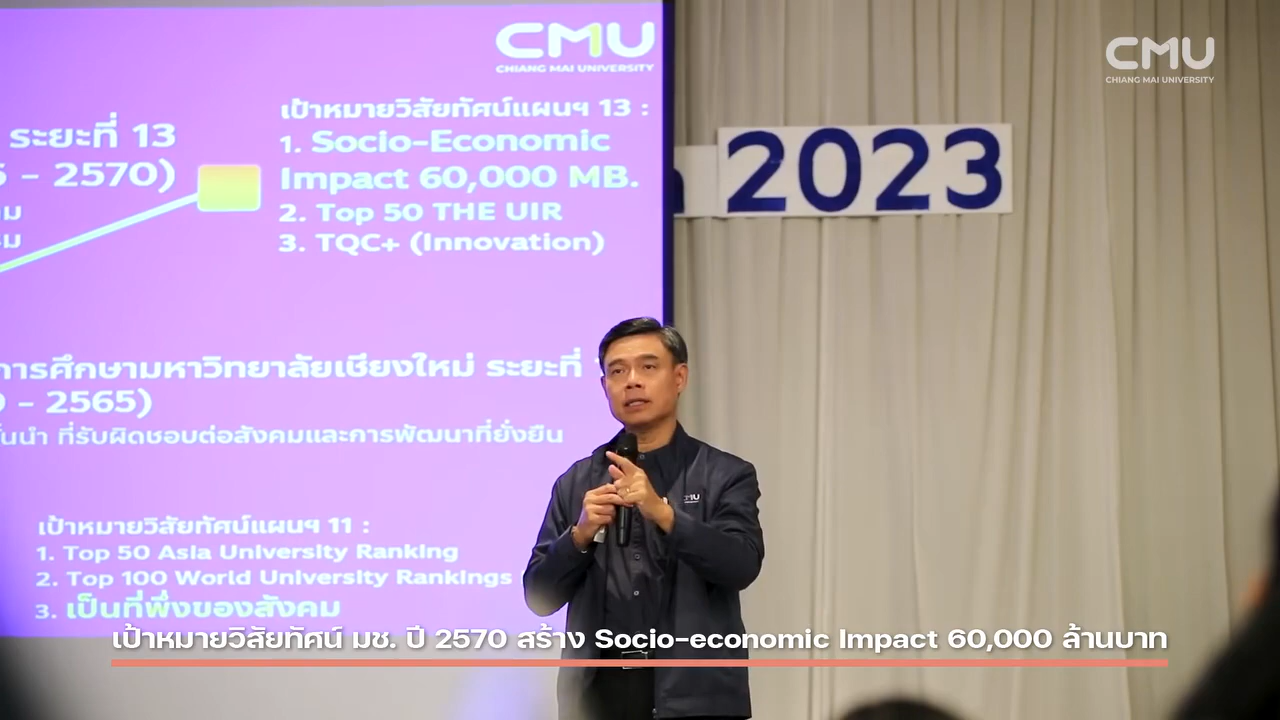 CMU
CHIANG MAI UNIVERSITY
CMU
CHIANG MAI UNIVERSITY
2023
ระยะที่ 13
- 2570)
เป้าหมายวิสัยทัศน์แผนฯ 13 :
1. Socio-Economic
Impact 60,000 MB.
2. Top 50 THE UIR
3. TQC+ (Innovation)
การศึกษามหาวิทยาลัยเชียงใหม่ ระยะที่
- 2565)
ที่รับผิดชอบต่อสังคมและการพัฒนาที่ยั่งยืน
เป้าหมายวิสัยทัศน์แผนฯ 11 :
1. Top 50 Asia University Ranking
2. Top 100 World University Rankings
3. เป็นที่พึ่งของสังคม
CMU
เป้าหมายวิสัยทัศน์ มช. ปี 2570 สร้าง Socio-economic Impact 60,000 ล้านบาท